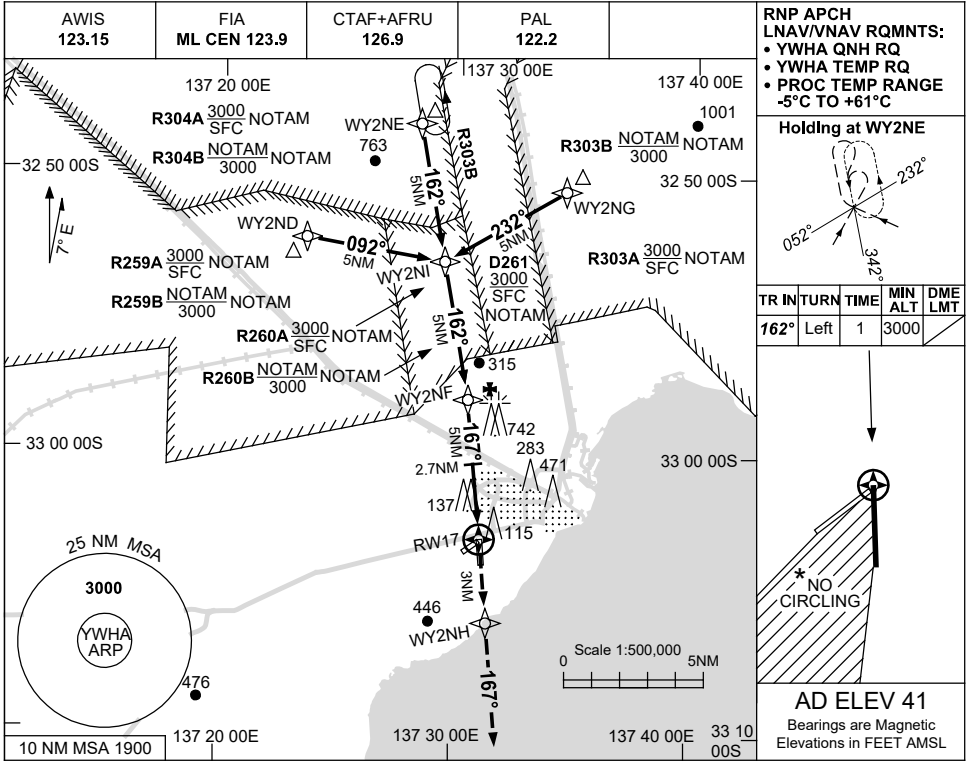 AWIS
123.15
FIA
ML CEN 123.9
CTAF+AFRU
126.9
PAL
122.2
RNP APCH
LNAV/VNAV RQMNTS:
• YWHA QNH RQ
• YWHA TEMP RQ
• PROC TEMP RANGE
-5°C TO +61°C
137 20 00E
137 30 00E
137 40 00E
R304A 3000 SFC NOTAM
R304B NOTAM 3000 NOTAM
WY2NE
763
R303B
R303B NOTAM 3000 NOTAM
1001
32 50 00S
32 50 00S
7° E
162°
5NM
WY2NG
WY2ND
092°
5NM
232°
5NM
WY2NI
D261
3000
SFC
NOTAM
R303A 3000 SFC NOTAM
R259A 3000 SFC NOTAM
R259B NOTAM 3000 NOTAM
162°
5NM
R260A 3000 SFC NOTAM
R260B NOTAM 3000 NOTAM
315
WY2NF
742
33 00 00S
33 00 00S
167°
5NM
2.7NM
283
471
137
115
RW17
3NM
446
WY2NH
167°
25 NM MSA
3000
YWHA
ARP
476
Scale 1:500,000
0
5NM
10 NM MSA 1900
137 20 00E
137 30 00E
137 40 00E
33 10
00S
Holding at WY2NE
232°
052°
342°
TR IN
TURN
TIME
MIN
ALT
DME
LMT
162°
Left
1
3000
*NO
CIRCLING
AD ELEV 41
Bearings are Magnetic
Elevations in FEET AMSL